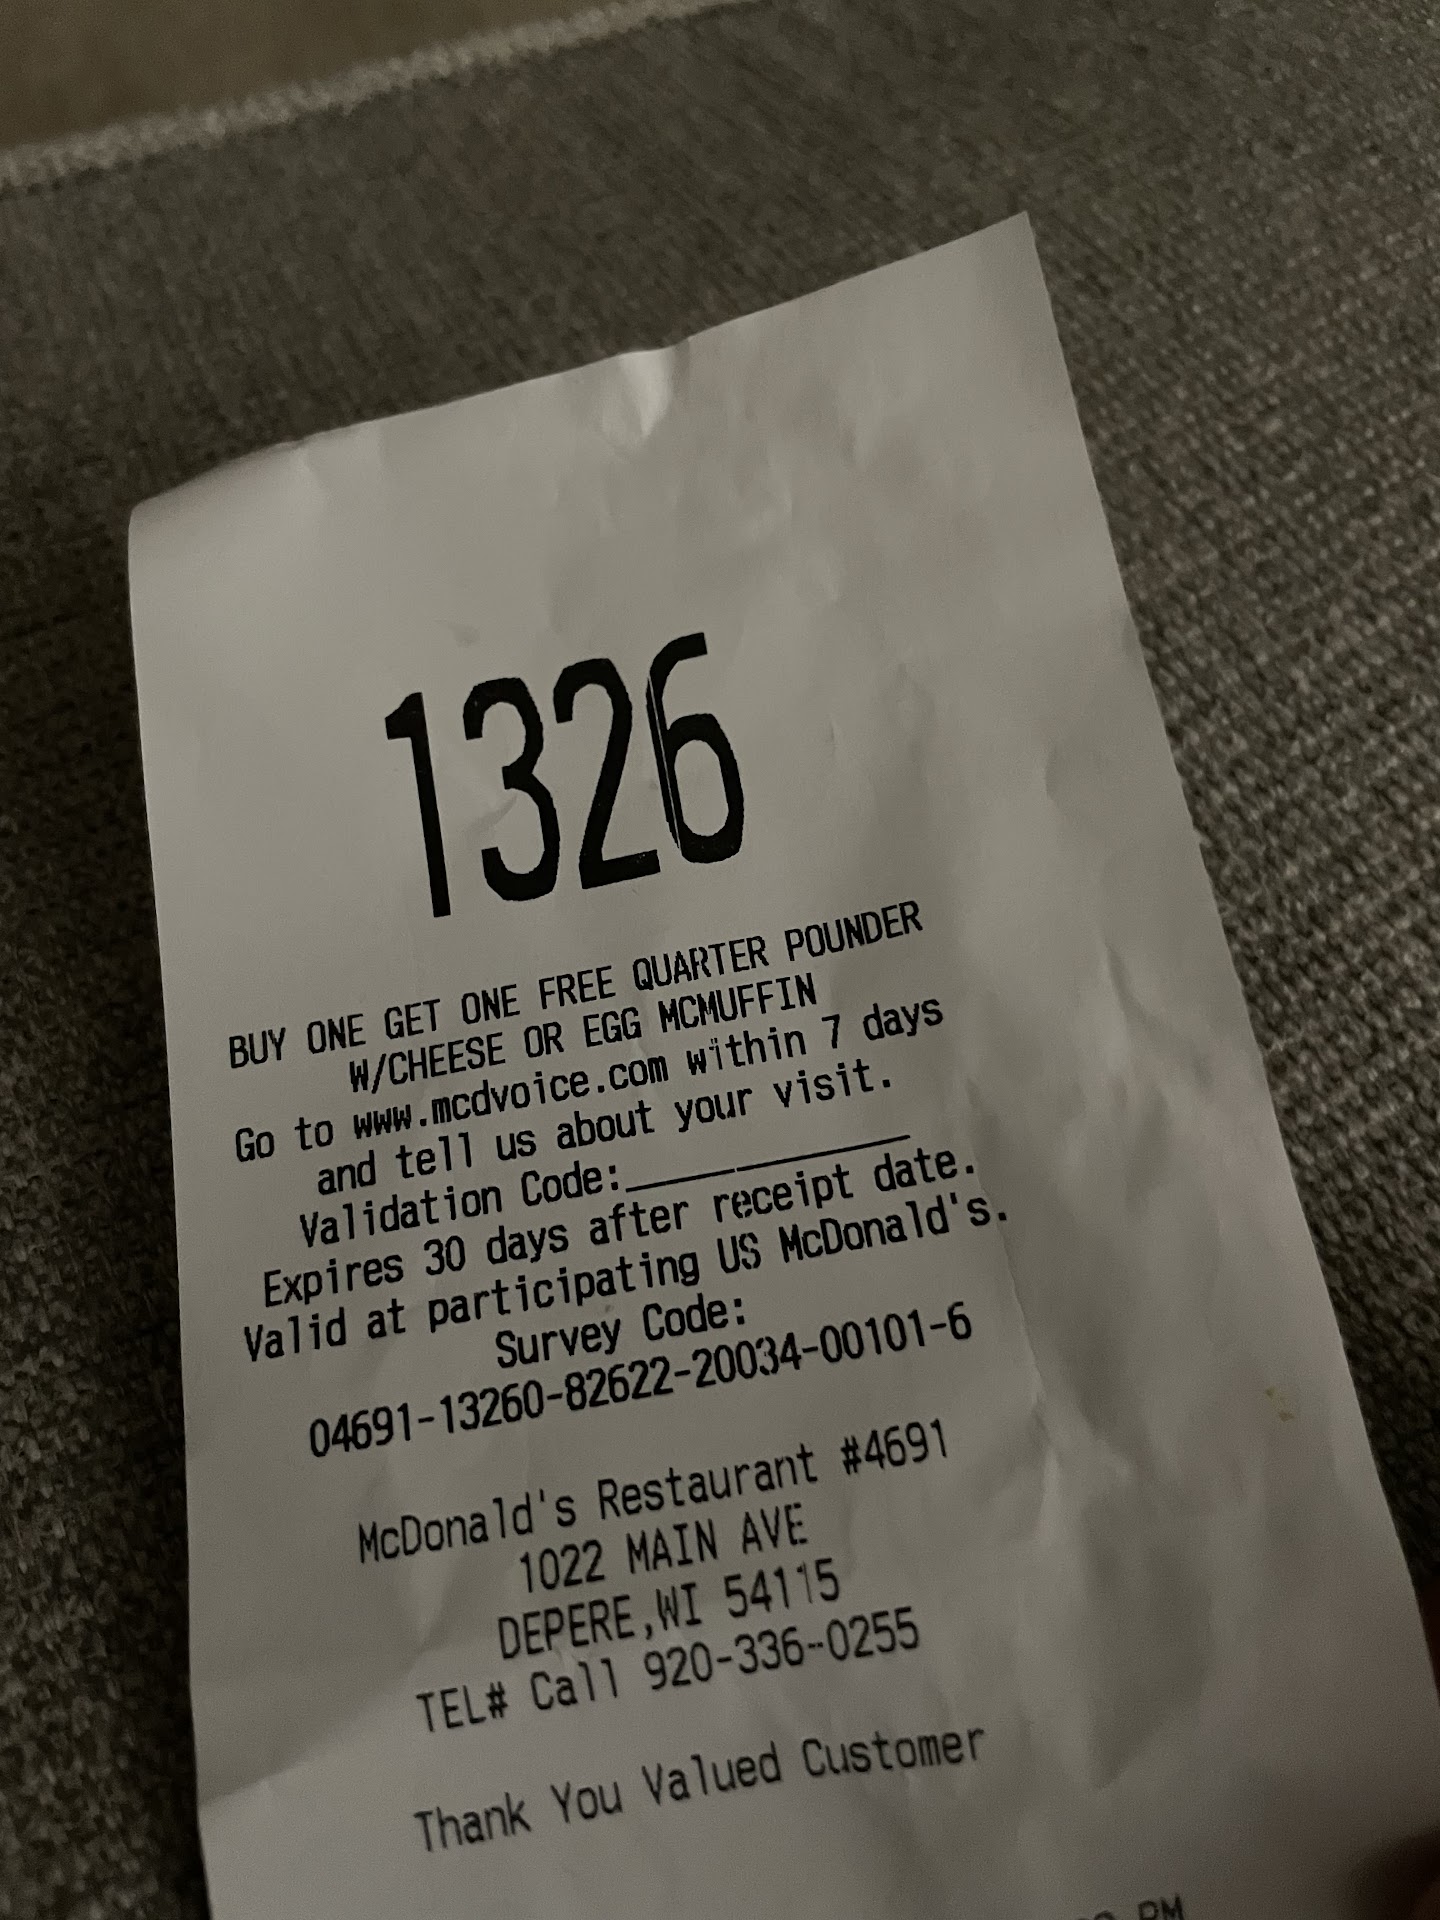 1326
BUY ONE GET ONE FREE QUARTER POUNDER
W/CHEESE OR EGG MCMUFFIN
Go to www.mcdvoice.com within 7 days
and tell us about your visit.
Validation Code:____________
Expires 30 days after receipt date.
Valid at participating US McDonald's.
Survey Code:
04691-13260-82622-20034-00101-6
McDonald's Restaurant #4691
1022 MAIN AVE
DEPERE,WI 54115
TEL# Call 920-336-0255
Thank You Valued Customer
PM